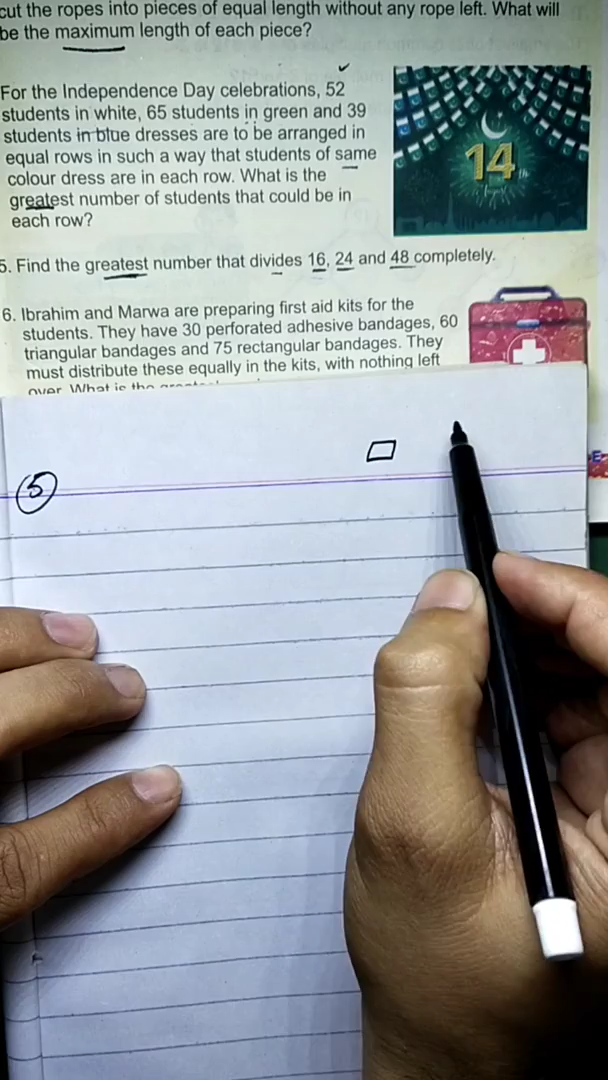 cut the ropes into pieces of equal length without any rope left. What will
be the maximum length of each piece?
For the Independence Day celebrations, 52
students in white, 65 students in green and 39
students in blue dresses are to be arranged in
equal rows in such a way that students of same
colour dress are in each row. What is the
greatest number of students that could be in
each row?
14th
5. Find the greatest number that divides 16, 24 and 48 completely.
6. Ibrahim and Marwa are preparing first aid kits for the
students. They have 30 perforated adhesive bandages, 60
triangular bandages and 75 rectangular bandages. They
must distribute these equally in the kits, with nothing left
over. What is the
5